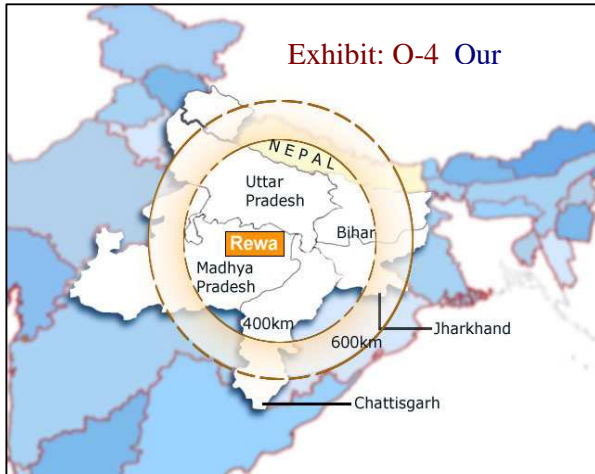 Exhibit: O-4 Our
NEPAL
Uttar
Pradesh
Bihar
Rewa
Madhya
Pradesh
400km
600km
Jharkhand
Chattisgarh